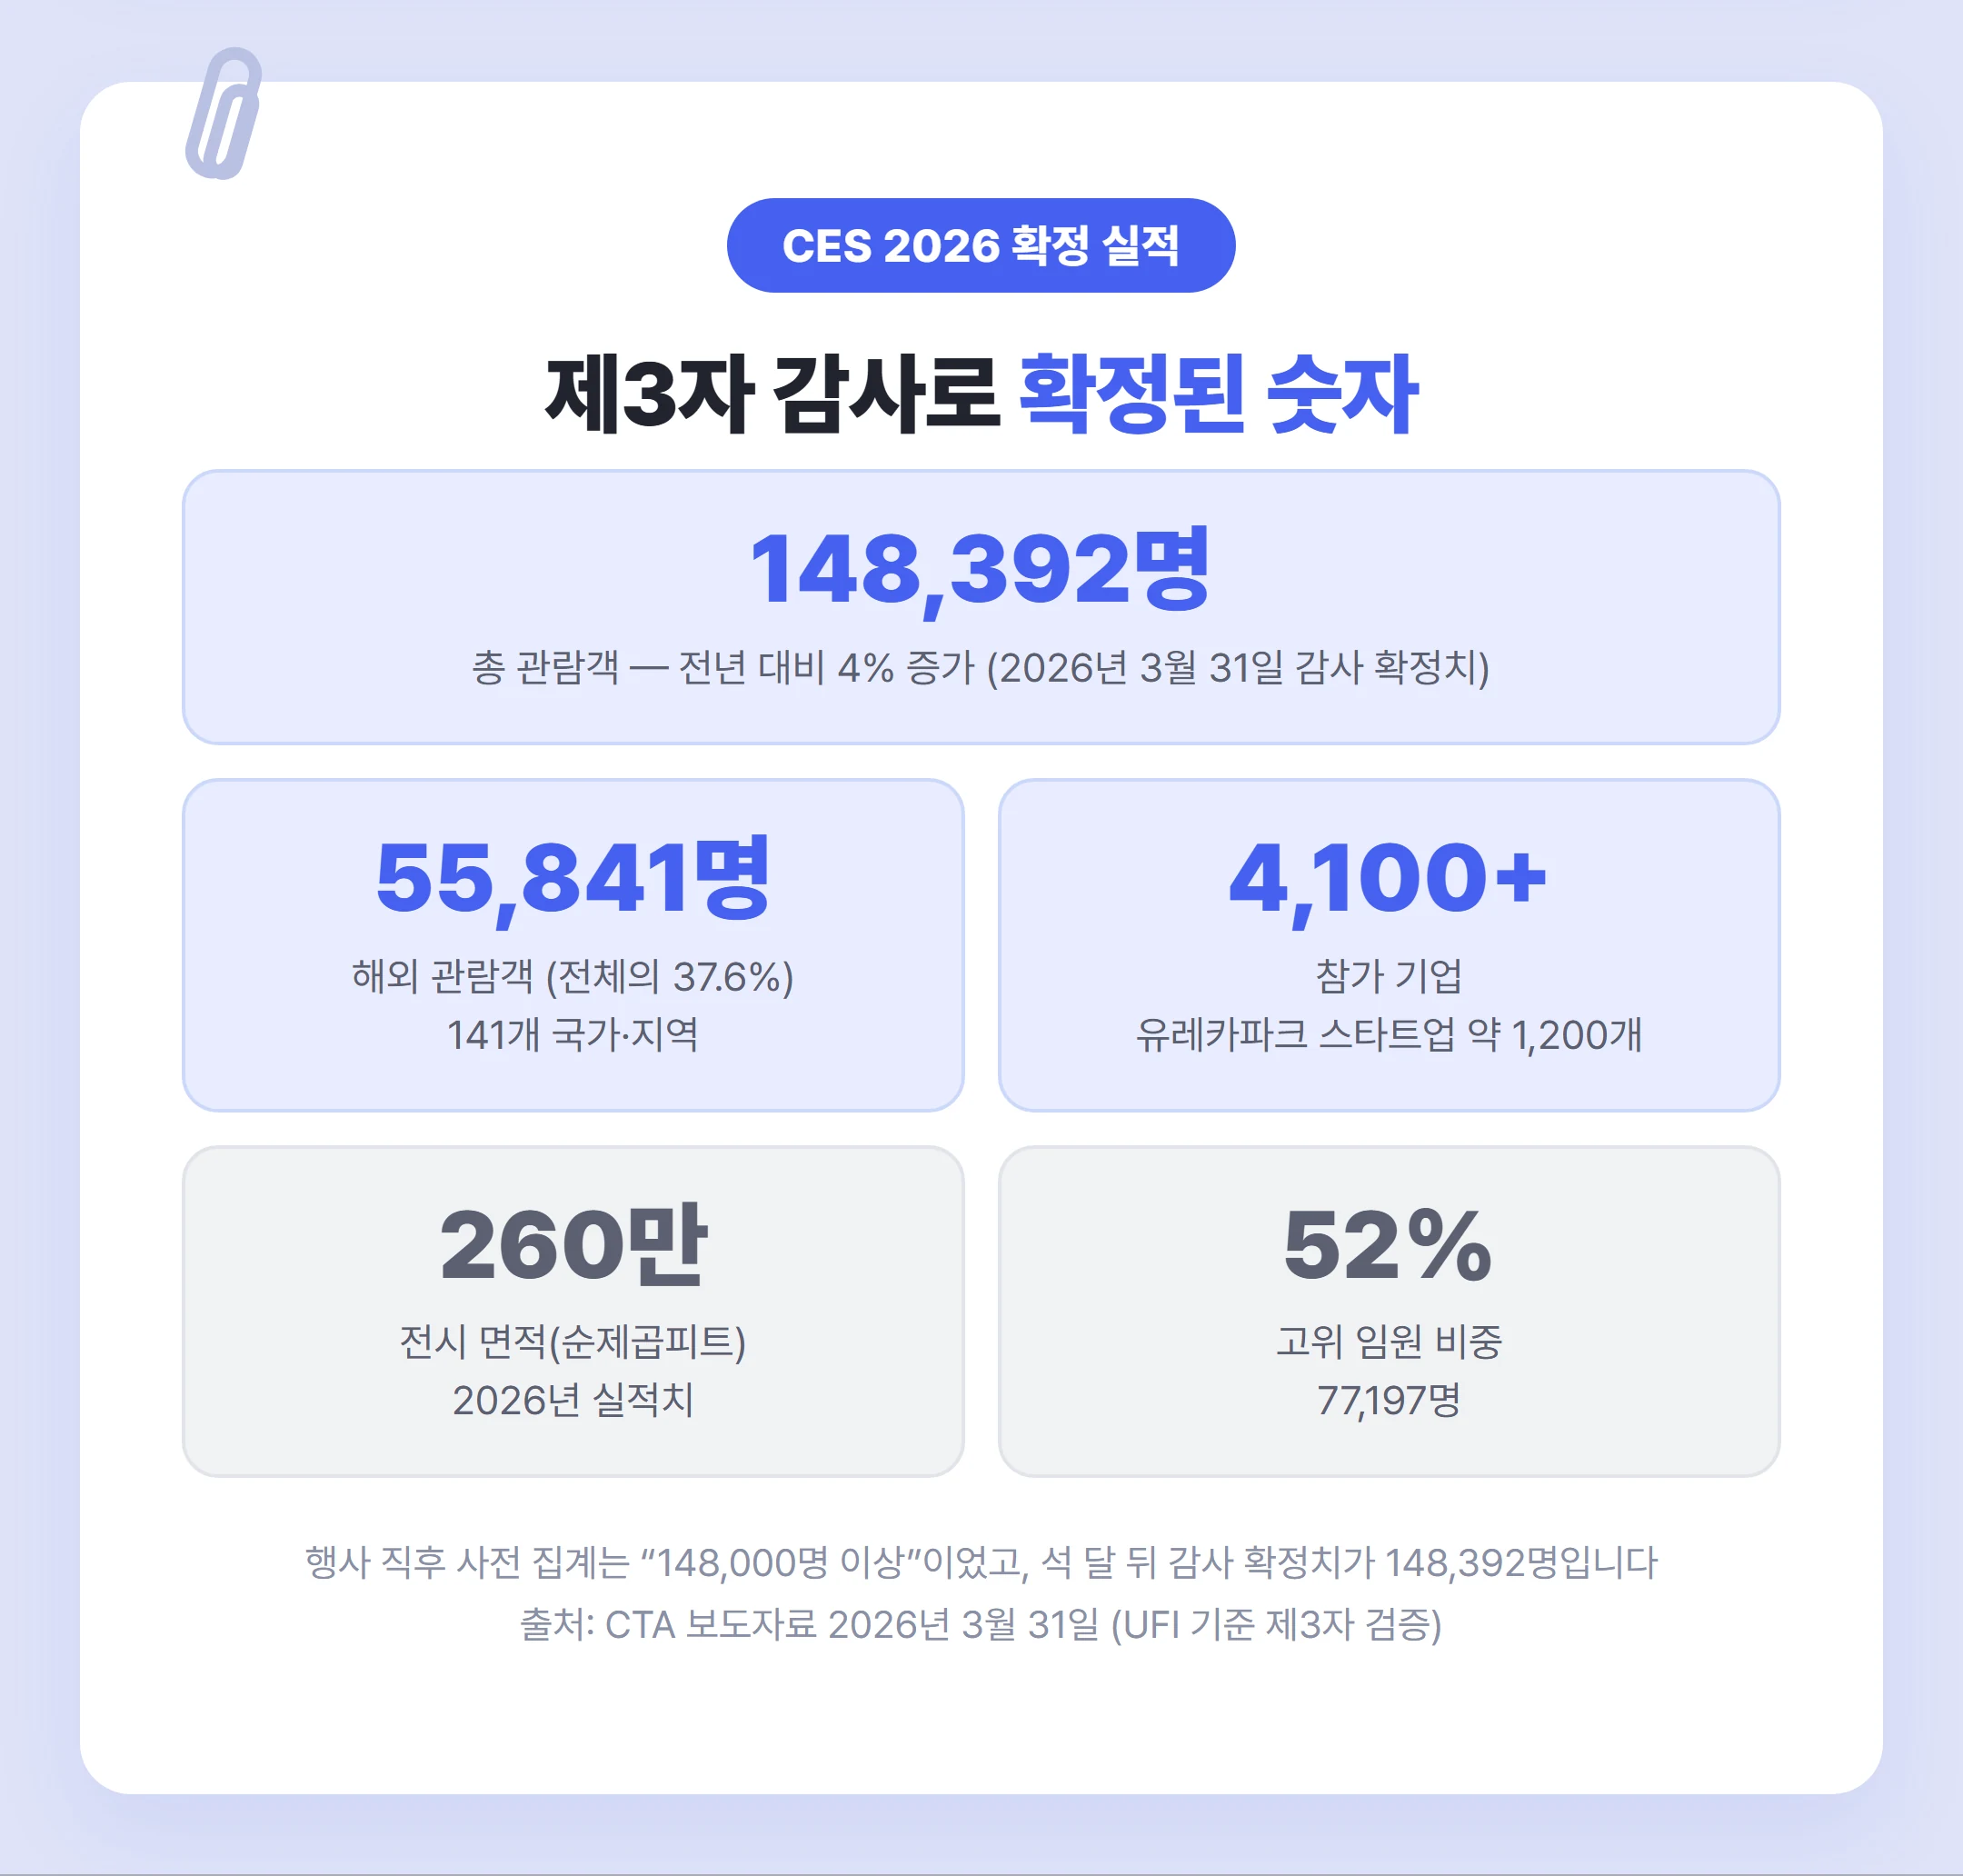 CES 2026 확정 실적
제3자 감사로 확정된 숫자
148,392명
총 관람객 — 전년 대비 4% 증가 (2026년 3월 31일 감사 확정치)
55,841명
해외 관람객 (전체의 37.6%)
141개 국가·지역
4,100+
참가 기업
유레카파크 스타트업 약 1,200개
260만
전시 면적(순제곱피트)
2026년 실적치
52%
고위 임원 비중
77,197명
행사 직후 사전 집계는 “148,000명 이상”이었고, 석 달 뒤 감사 확정치가 148,392명입니다
출처: CTA 보도자료 2026년 3월 31일 (UFI 기준 제3자 검증)